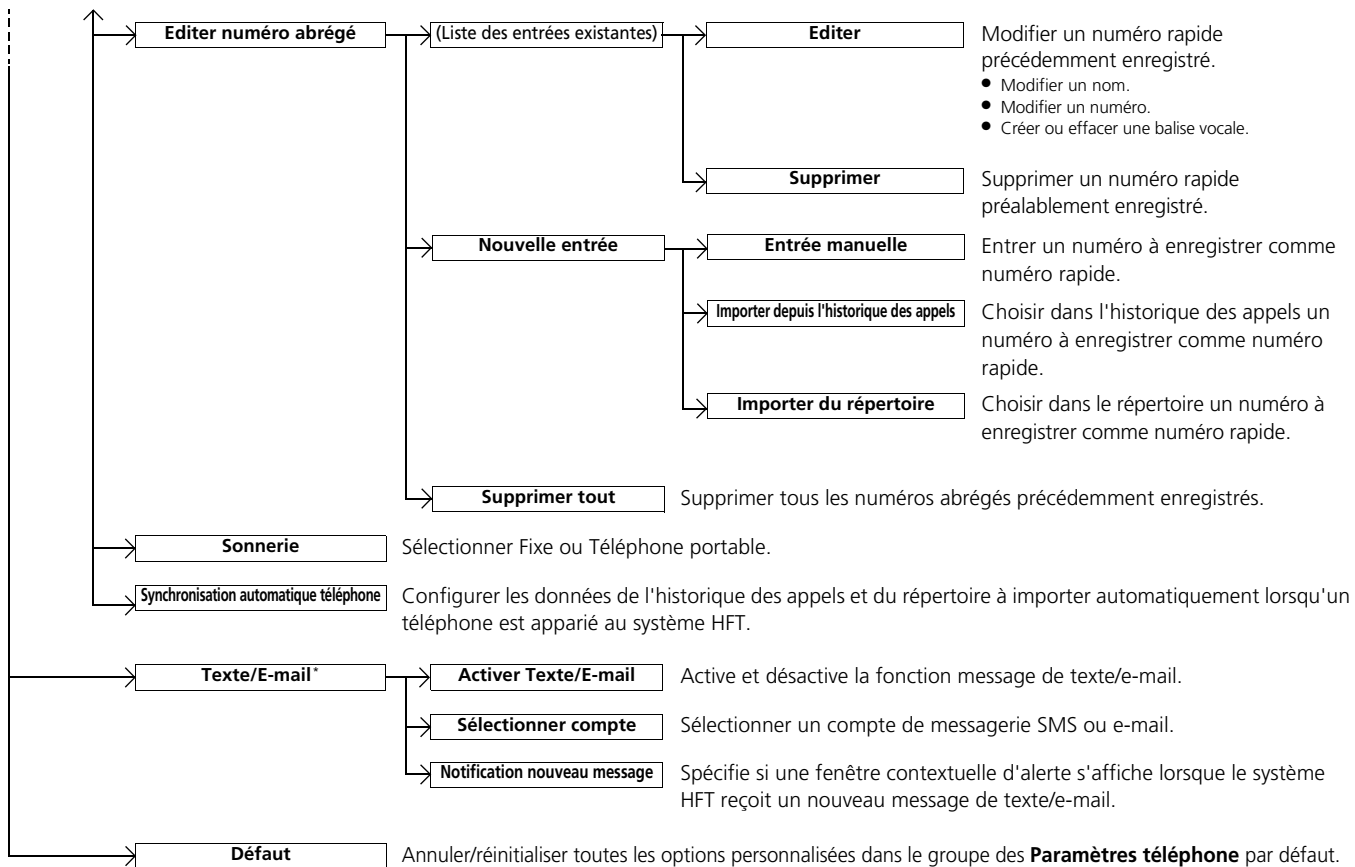 Editer numéro abrégé
(Liste des entrées existantes)
Editer
Modifier un numéro rapide
précédemment enregistré.
● Modifier un nom.
● Modifier un numéro.
● Créer ou effacer une balise vocale.
Supprimer
Supprimer un numéro rapide
préalablement enregistré.
Nouvelle entrée
Entrée manuelle
Entrer un numéro à enregistrer comme
numéro rapide.
Importer depuis l'historique des appels
Choisir dans l'historique des appels un
numéro à enregistrer comme numéro
rapide.
Importer du répertoire
Choisir dans le répertoire un numéro à
enregistrer comme numéro rapide.
Supprimer tout
Supprimer tous les numéros abrégés précédemment enregistrés.
Sonnerie
Sélectionner Fixe ou Téléphone portable.
Synchronisation automatique téléphone
Configurer les données de l'historique des appels et du répertoire à importer automatiquement lorsqu'un
téléphone est apparié au système HFT.
Texte/E-mail*
Activer Texte/E-mail
Active et désactive la fonction message de texte/e-mail.
Sélectionner compte
Sélectionner un compte de messagerie SMS ou e-mail.
Notification nouveau message
Spécifie si une fenêtre contextuelle d'alerte s'affiche lorsque le système
HFT reçoit un nouveau message de texte/e-mail.
Défaut
Annuler/réinitialiser toutes les options personnalisées dans le groupe des Paramètres téléphone par défaut.